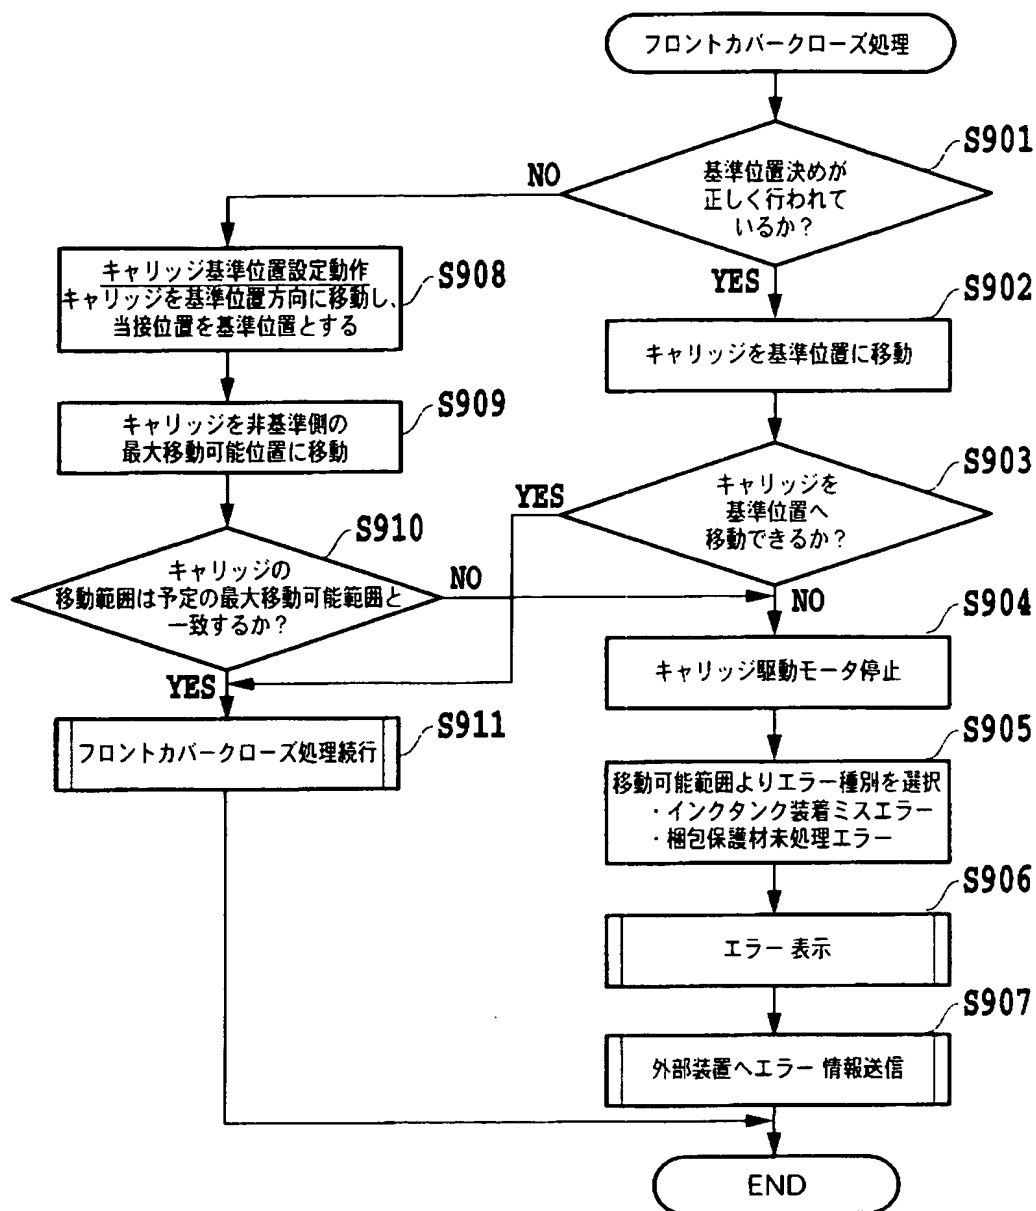 フロントカバークローズ処理
S901
基準位置決めが
正しく行われて
いるか？
NO
YES
S908
キャリッジ基準位置設定動作
キャリッジを基準位置方向に移動し、
当接位置を基準位置とする
S902
キャリッジを基準位置に移動
S909
キャリッジを非基準側の
最大移動可能位置に移動
S903
キャリッジを
基準位置へ
移動できるか？
YES
NO
S910
キャリッジの
移動範囲は予定の最大移動可能範囲と
一致するか？
NO
YES
S904
キャリッジ駆動モータ停止
S911
フロントカバークローズ処理続行
S905
移動可能範囲よりエラー種別を選択
・インクタンク装着ミスエラー
・梱包保護材未処理エラー
S906
エラー 表示
S907
外部装置へエラー 情報送信
END